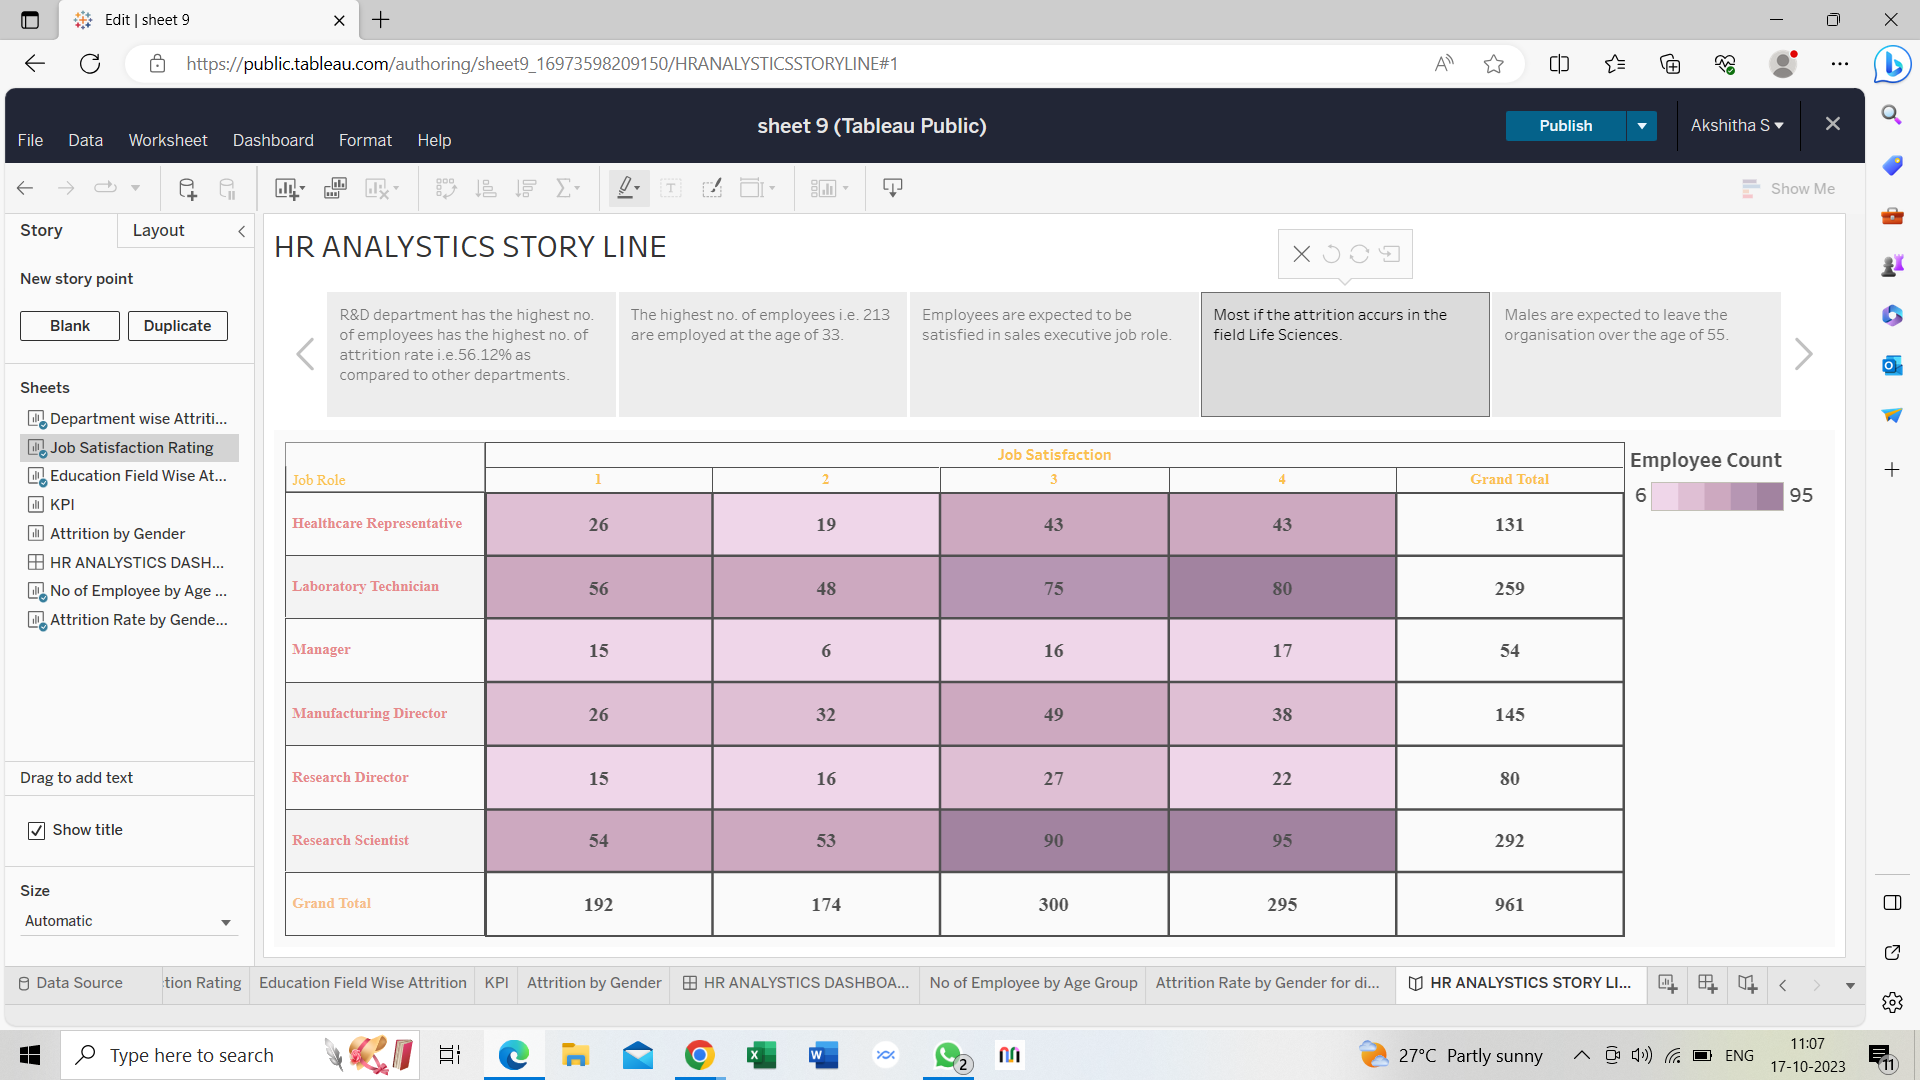 Edit | sheet 9
https://public.tableau.com/authoring/sheet9_16973598209150/HRANALYSTICSSTORYLINE#1
File Data Worksheet Dashboard Format Help
sheet 9 (Tableau Public)
Publish
Akshitha S
Show Me
Story Layout
New story point
Blank Duplicate
Sheets
Department wise Attriti...
Job Satisfaction Rating
Education Field Wise At...
KPI
Attrition by Gender
HR ANALYSTICS DASH...
No of Employee by Age ...
Attrition Rate by Gende...
Drag to add text
Show title
Size
Automatic
HR ANALYSTICS STORY LINE
R&D department has the highest no.
of employees has the highest no. of
attrition rate i.e.56.12% as
compared to other departments.
The highest no. of employees i.e. 213
are employed at the age of 33.
Employees are expected to be
satisfied in sales executive job role.
Most if the attrition accurs in the
field Life Sciences.
Males are expected to leave the
organisation over the age of 55.
Job Satisfaction
Job Role 1 2 3 4 Grand Total
Healthcare Representative 26 19 43 43 131
Laboratory Technician 56 48 75 80 259
Manager 15 6 16 17 54
Manufacturing Director 26 32 49 38 145
Research Director 15 16 27 22 80
Research Scientist 54 53 90 95 292
Grand Total 192 174 300 295 961
Employee Count
6 95
Data Source tion Rating Education Field Wise Attrition KPI Attrition by Gender HR ANALYSTICS DASHBOA... No of Employee by Age Group Attrition Rate by Gender for di... HR ANALYSTICS STORY LI...
Type here to search
2
27°C Partly sunny
ENG
11:07
17-10-2023
11